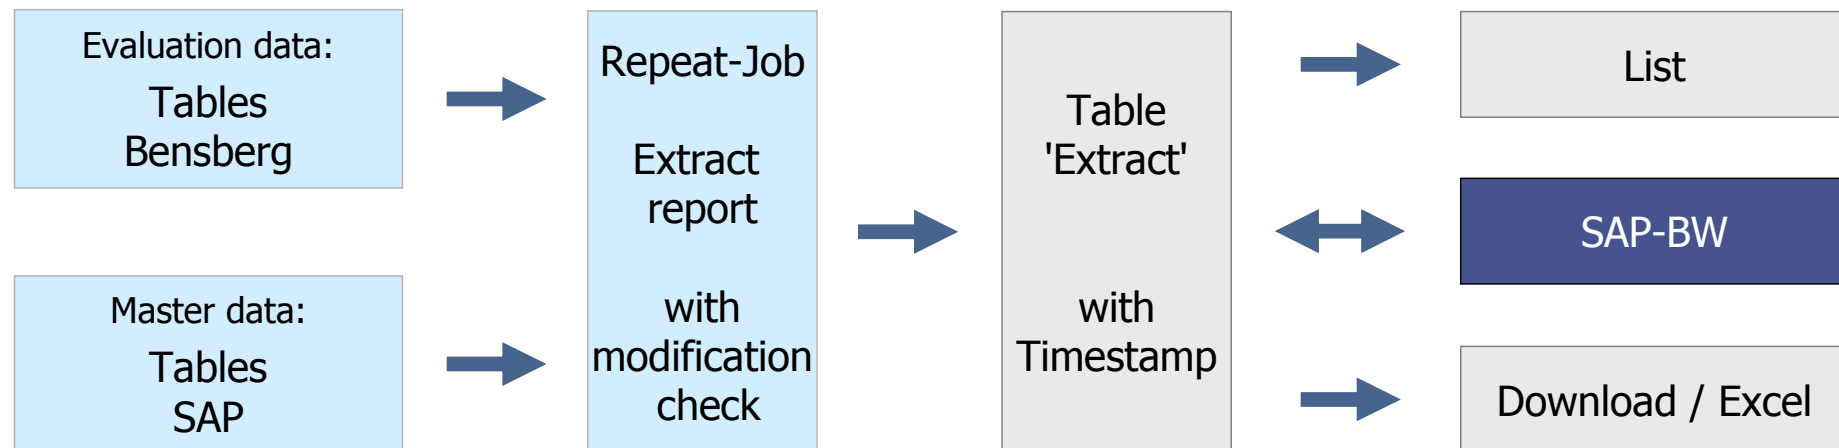 Evaluation data:
Tables
Bensberg
Master data:
Tables
SAP
Repeat-Job
Extract
report
with
modification
check
Table
'Extract'
with
Timestamp
List
SAP-BW
Download / Excel